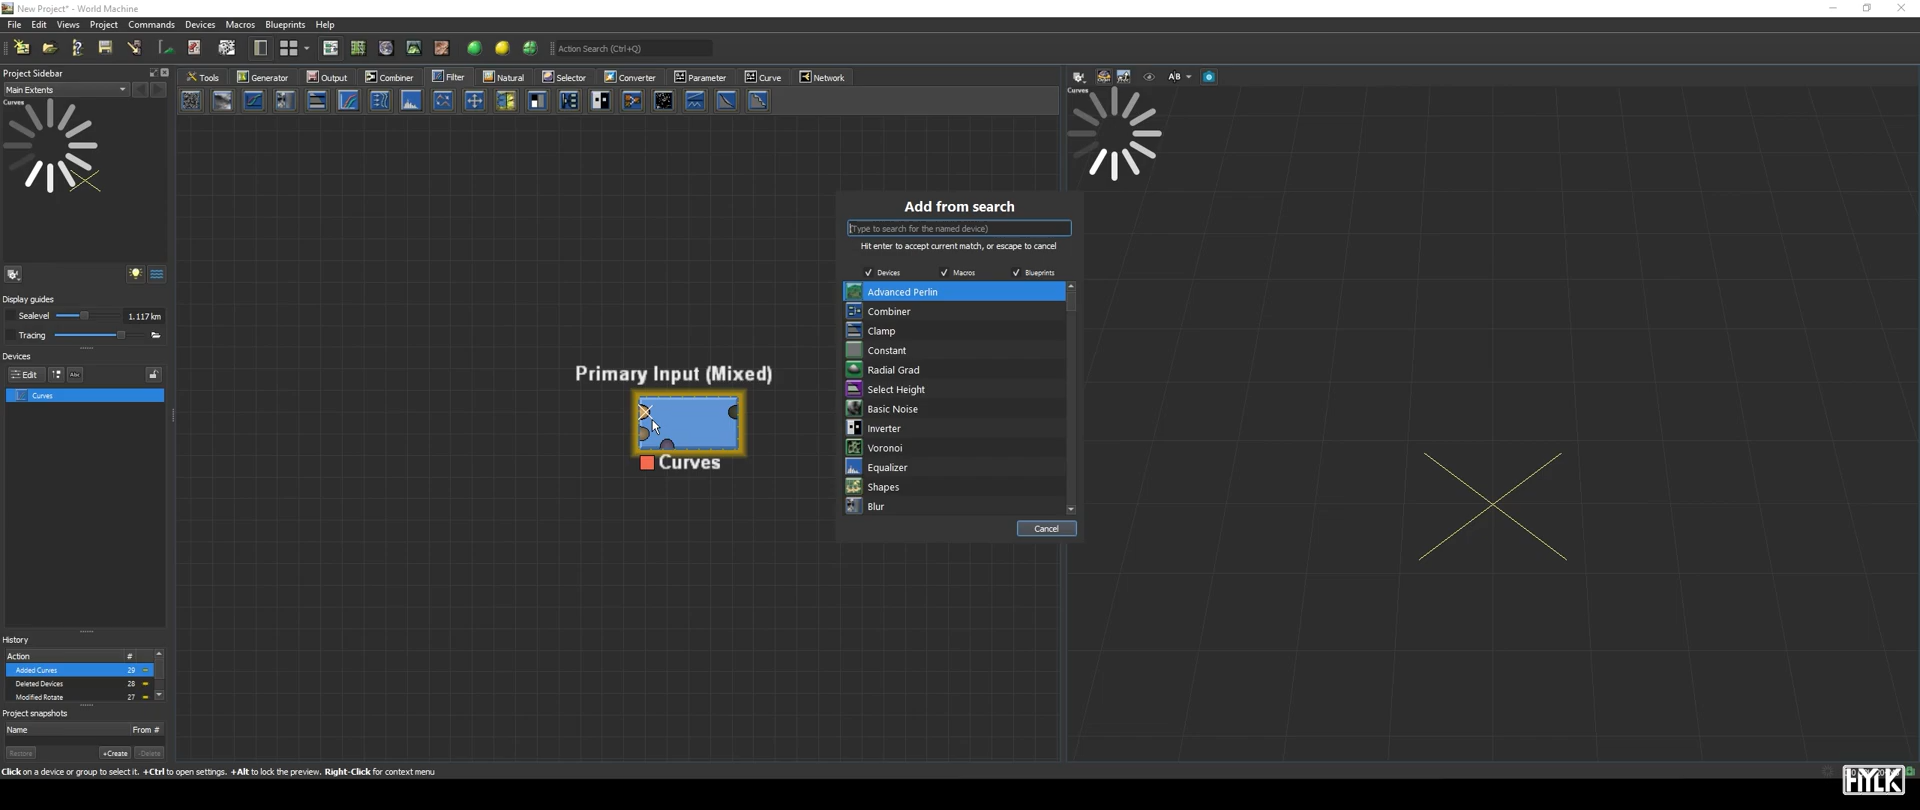 New Project* - World Machine
File Edit Views Project Commands Devices Macros Blueprints Help
Action Search (Ctrl+Q)
Project Sidebar
Main Extents
Tools Generator Output Combiner Filter Natural Selector Converter Parameter Curve Network
A/B
Curves
Curves
Add from search
(Type to search for the named device)
Hit enter to accept current match, or escape to cancel
Devices Macros Blueprints
Advanced Perlin
Combiner
Clamp
Constant
Radial Grad
Select Height
Basic Noise
Inverter
Voronoi
Equalizer
Shapes
Blur
Cancel
Primary Input (Mixed)
Curves
Display guides
Sealevel 1.117 km
Tracing
Devices
Edit Abc
Curves
History
Action #
Added Curves 29
Deleted Devices 28
Modified Rotate 27
Project snapshots
Name From #
Restore +Create -Delete
Click on a device or group to select it. +Ctrl to open settings. +Alt to lock the preview. Right-Click for context menu
HYLK